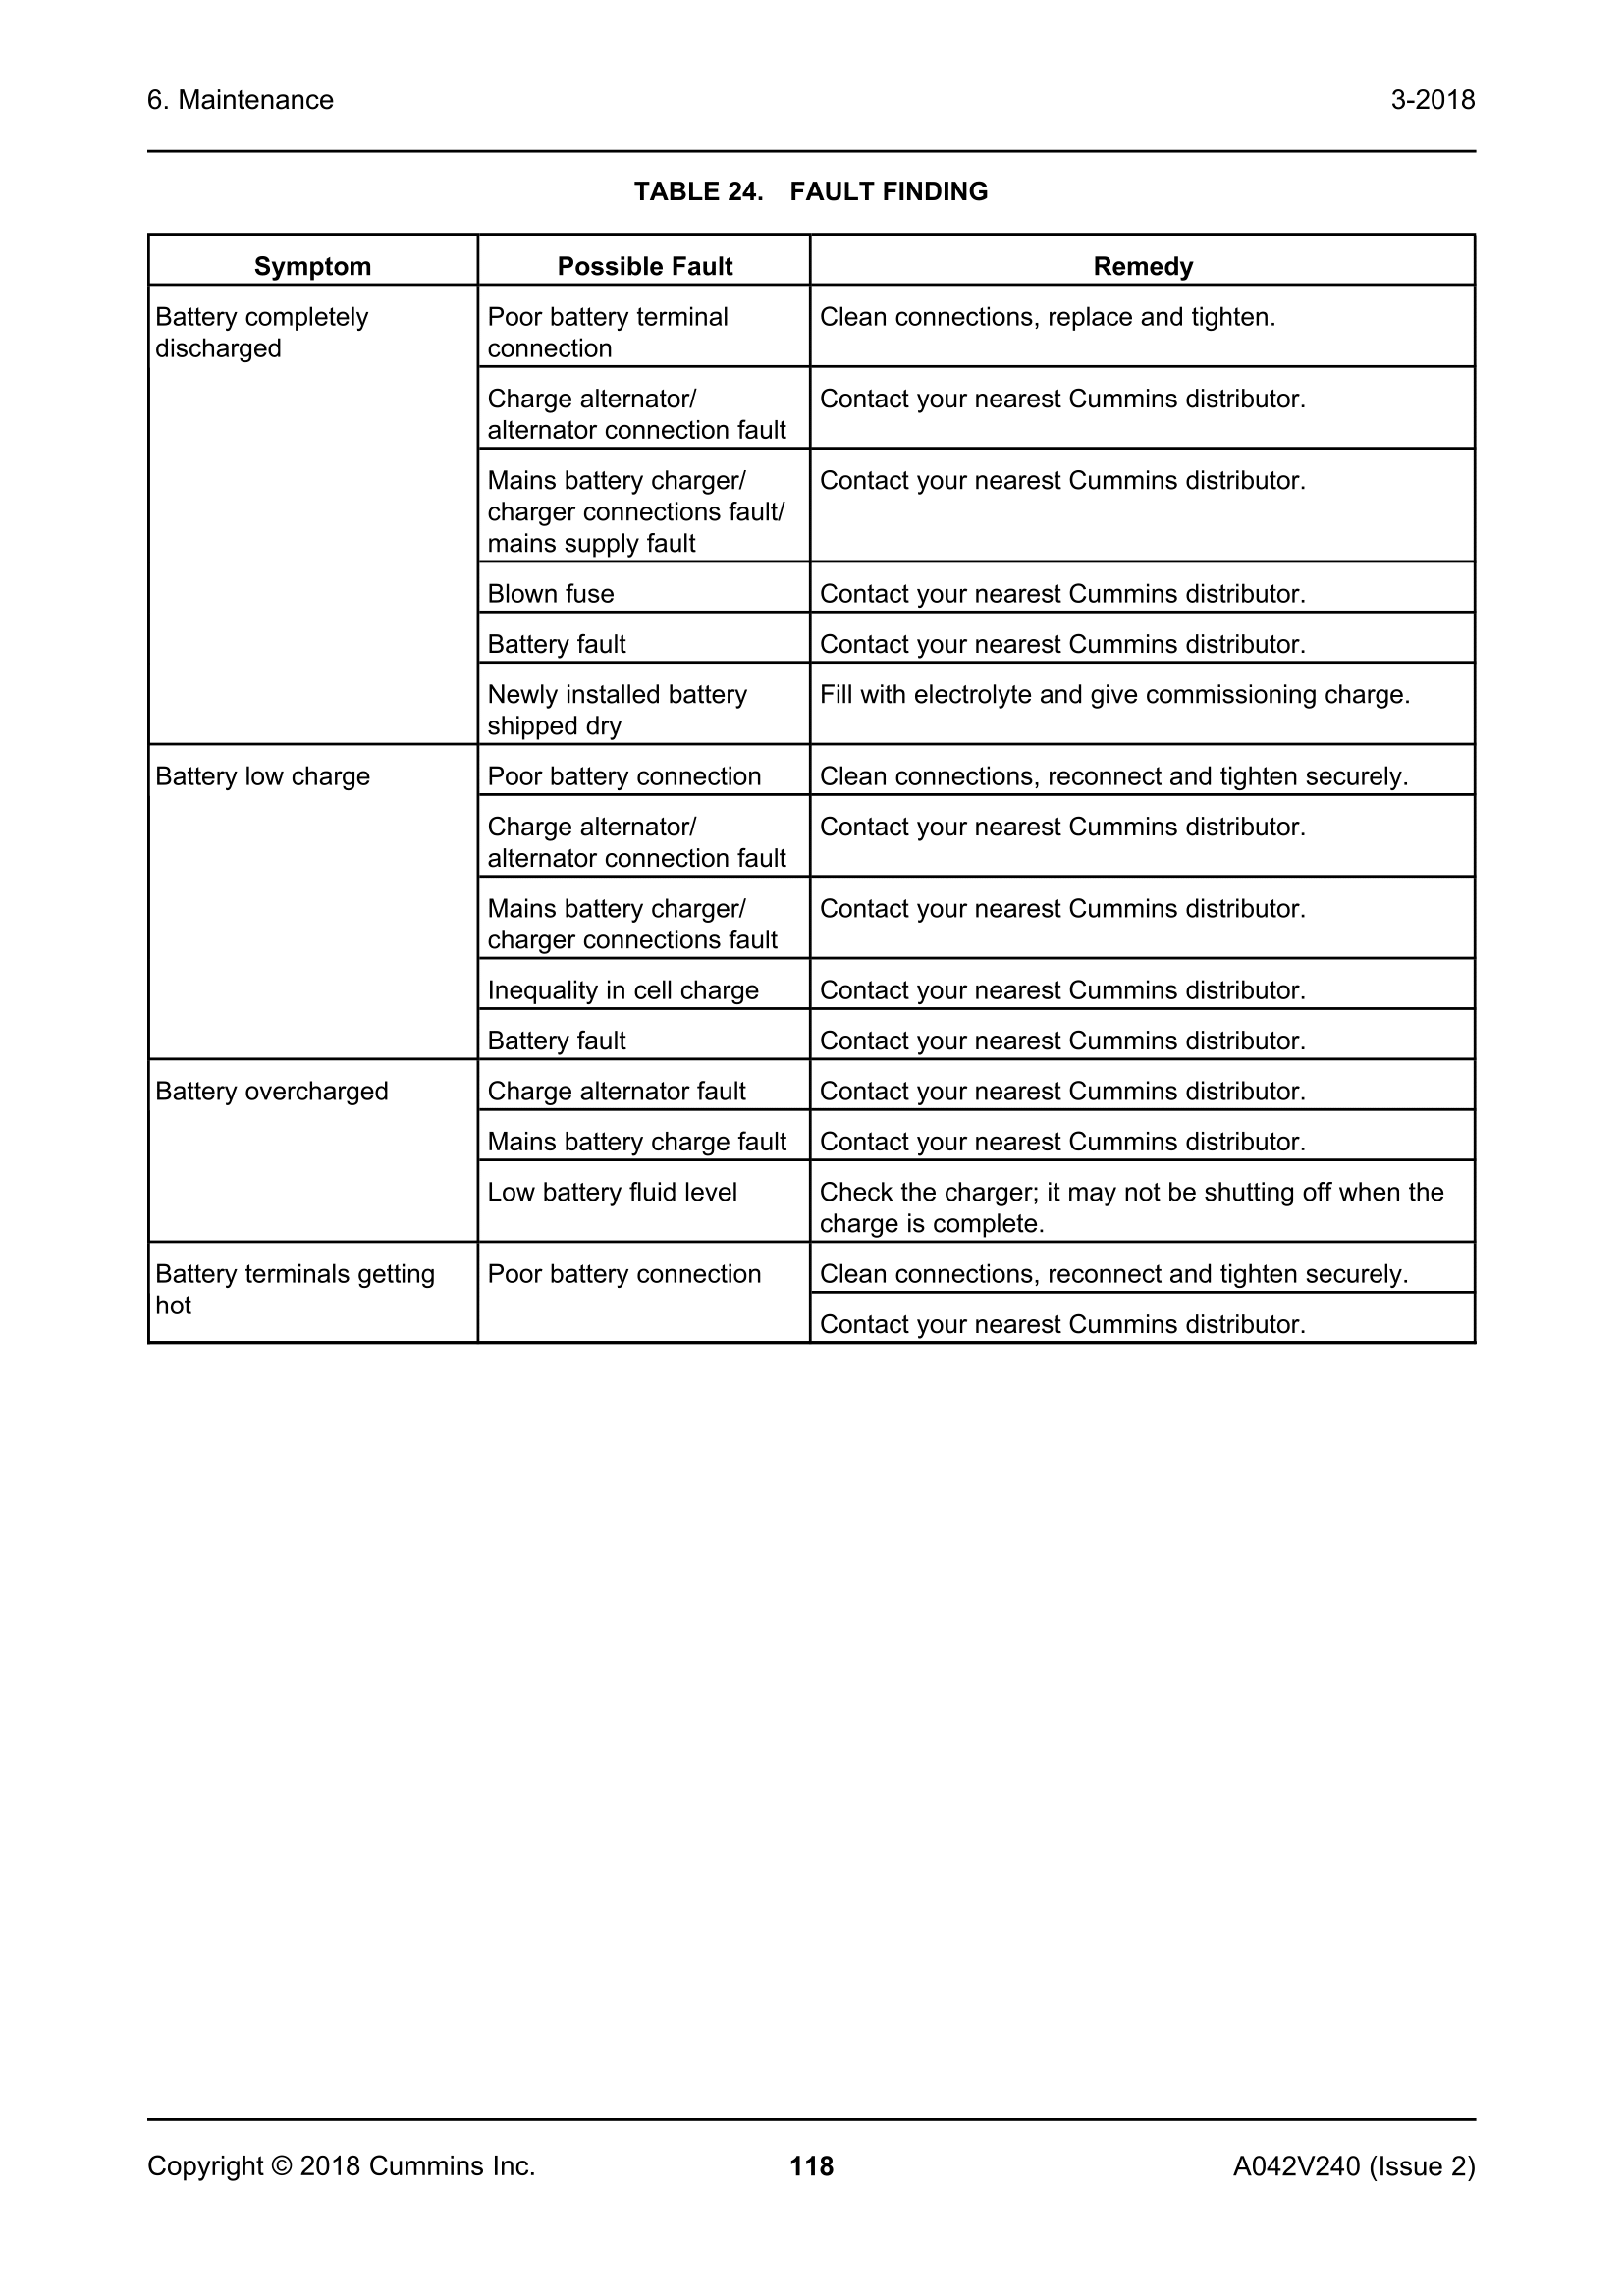 6. Maintenance
3-2018
TABLE 24. FAULT FINDING
Symptom
Possible Fault
Remedy
Battery completely
discharged
Poor battery terminal
connection
Clean connections, replace and tighten.
Charge alternator/
alternator connection fault
Contact your nearest Cummins distributor.
Mains battery charger/
charger connections fault/
mains supply fault
Contact your nearest Cummins distributor.
Blown fuse
Contact your nearest Cummins distributor.
Battery fault
Contact your nearest Cummins distributor.
Newly installed battery
shipped dry
Fill with electrolyte and give commissioning charge.
Battery low charge
Poor battery connection
Clean connections, reconnect and tighten securely.
Charge alternator/
alternator connection fault
Contact your nearest Cummins distributor.
Mains battery charger/
charger connections fault
Contact your nearest Cummins distributor.
Inequality in cell charge
Contact your nearest Cummins distributor.
Battery fault
Contact your nearest Cummins distributor.
Battery overcharged
Charge alternator fault
Contact your nearest Cummins distributor.
Mains battery charge fault
Contact your nearest Cummins distributor.
Low battery fluid level
Check the charger; it may not be shutting off when the
charge is complete.
Battery terminals getting
hot
Poor battery connection
Clean connections, reconnect and tighten securely.
Contact your nearest Cummins distributor.
Copyright © 2018 Cummins Inc.
118
A042V240 (Issue 2)